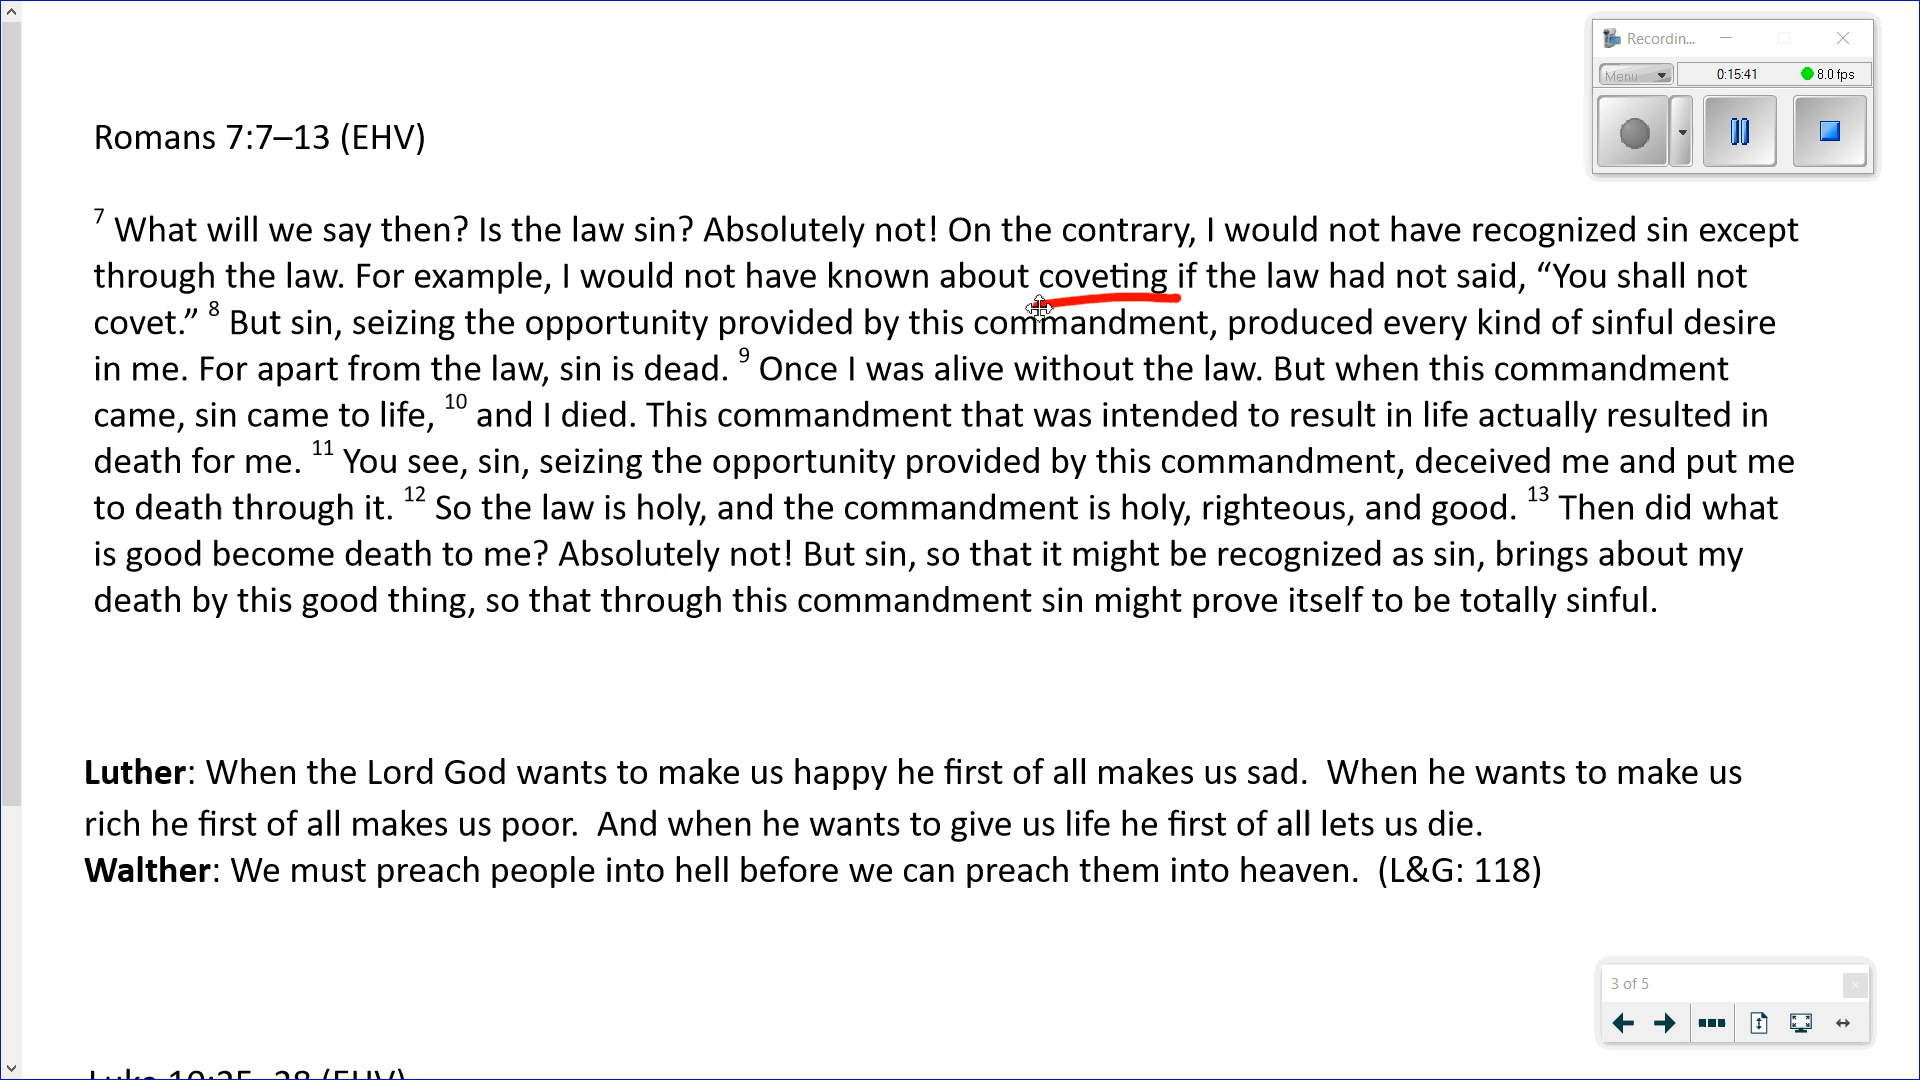 Recordin...
Menu
0:15:41
8.0 fps
Romans 7:7–13 (EHV)
7 What will we say then? Is the law sin? Absolutely not! On the contrary, I would not have recognized sin except
through the law. For example, I would not have known about coveting if the law had not said, “You shall not
covet.” 8 But sin, seizing the opportunity provided by this commandment, produced every kind of sinful desire
in me. For apart from the law, sin is dead. 9 Once I was alive without the law. But when this commandment
came, sin came to life, 10 and I died. This commandment that was intended to result in life actually resulted in
death for me. 11 You see, sin, seizing the opportunity provided by this commandment, deceived me and put me
to death through it. 12 So the law is holy, and the commandment is holy, righteous, and good. 13 Then did what
is good become death to me? Absolutely not! But sin, so that it might be recognized as sin, brings about my
death by this good thing, so that through this commandment sin might prove itself to be totally sinful.
Luther: When the Lord God wants to make us happy he first of all makes us sad.  When he wants to make us
rich he first of all makes us poor.  And when he wants to give us life he first of all lets us die.
Walther: We must preach people into hell before we can preach them into heaven.  (L&G: 118)
3 of 5
Luke 10:25–28 (EHV)